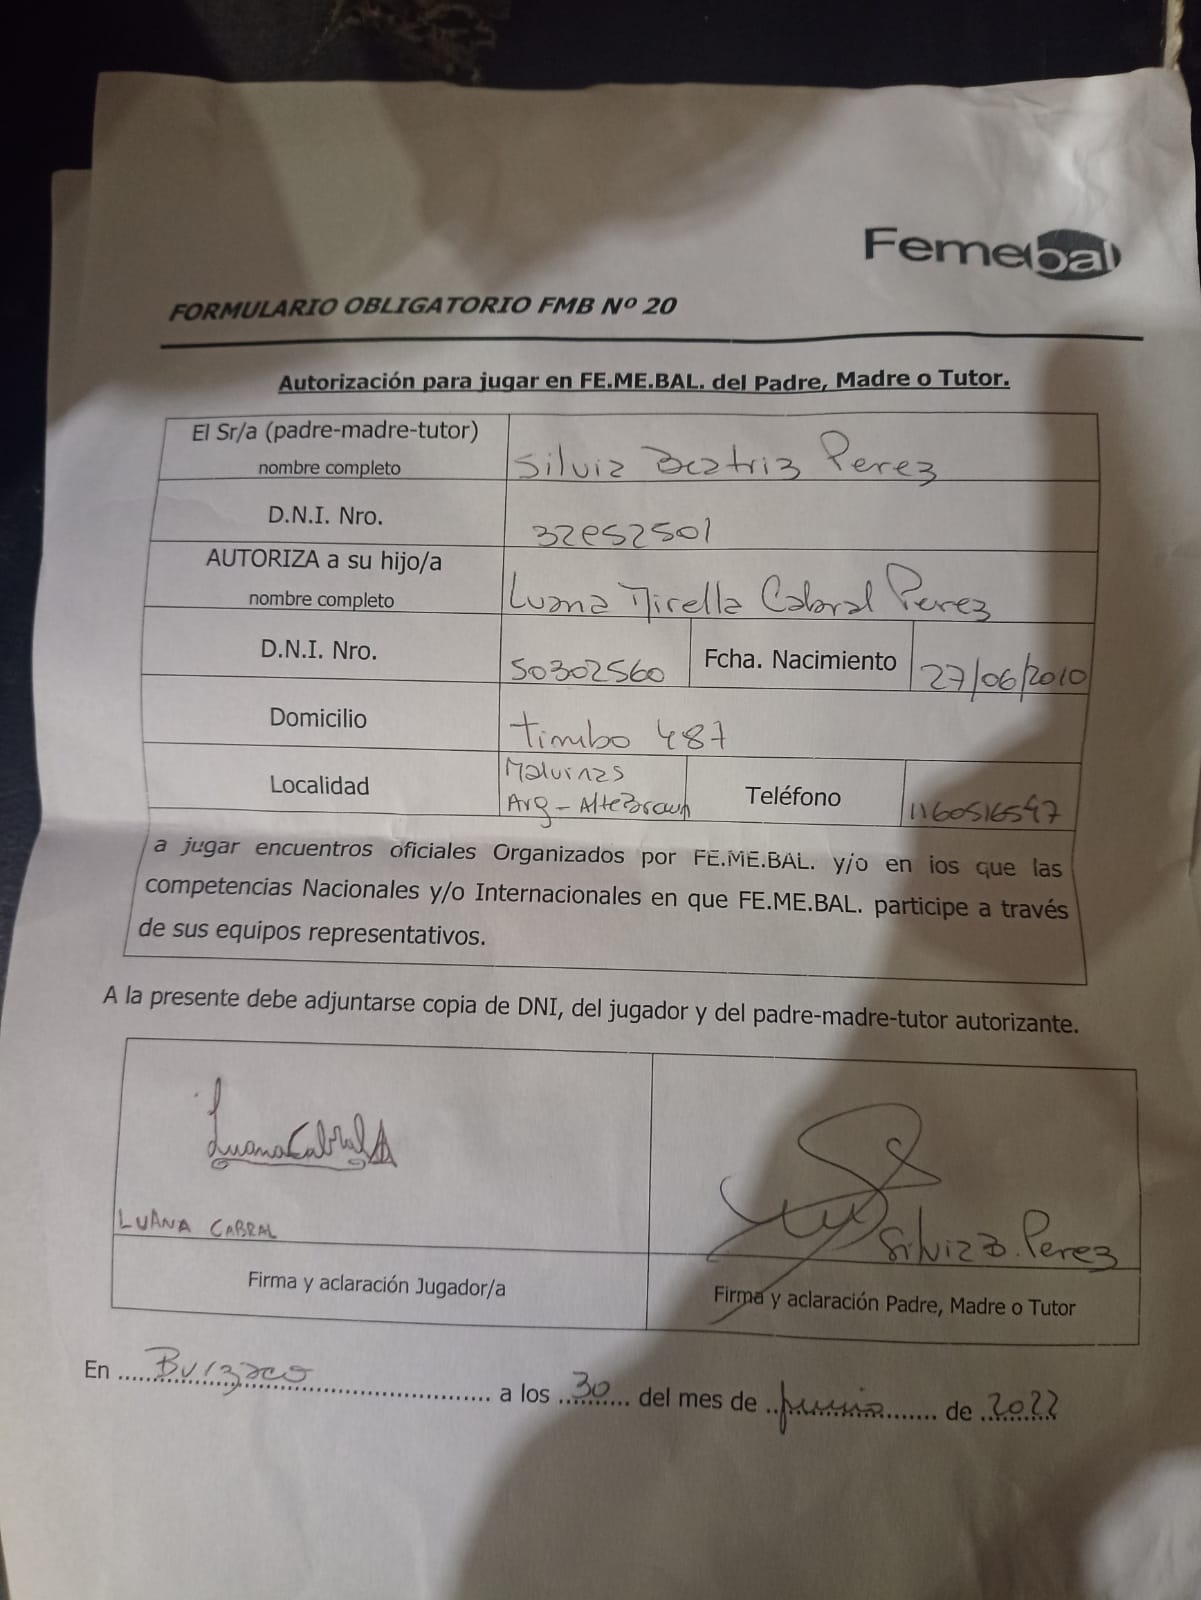 Femebal
FORMULARIO OBLIGATORIO FMB Nº 20
Autorización para jugar en FE.ME.BAL. del Padre, Madre o Tutor.
El Sr/a (padre-madre-tutor)
nombre completo
Silvia Beatriz Perez
D.N.I. Nro.
AUTORIZA a su hijo/a
nombre completo
Luana Mirella Cabral Perez
D.N.I. Nro.
50302560
Fcha. Nacimiento
27/06/2010
Domicilio
timbo 487
Localidad
Malvinas
Arg - Alte Brown
Teléfono
1160516547
a jugar encuentros oficiales Organizados por FE.ME.BAL. y/o en los que las
competencias Nacionales y/o Internacionales en que FE.ME.BAL. participe a través
de sus equipos representativos.
A la presente debe adjuntarse copia de DNI, del jugador y del padre-madre-tutor autorizante.
Luana Cabral
LUANA CABRAL
Silvia B. Perez
Firma y aclaración Jugador/a
Firma y aclaración Padre, Madre o Tutor
En Burzaco a los 30 del mes de junio de 2022